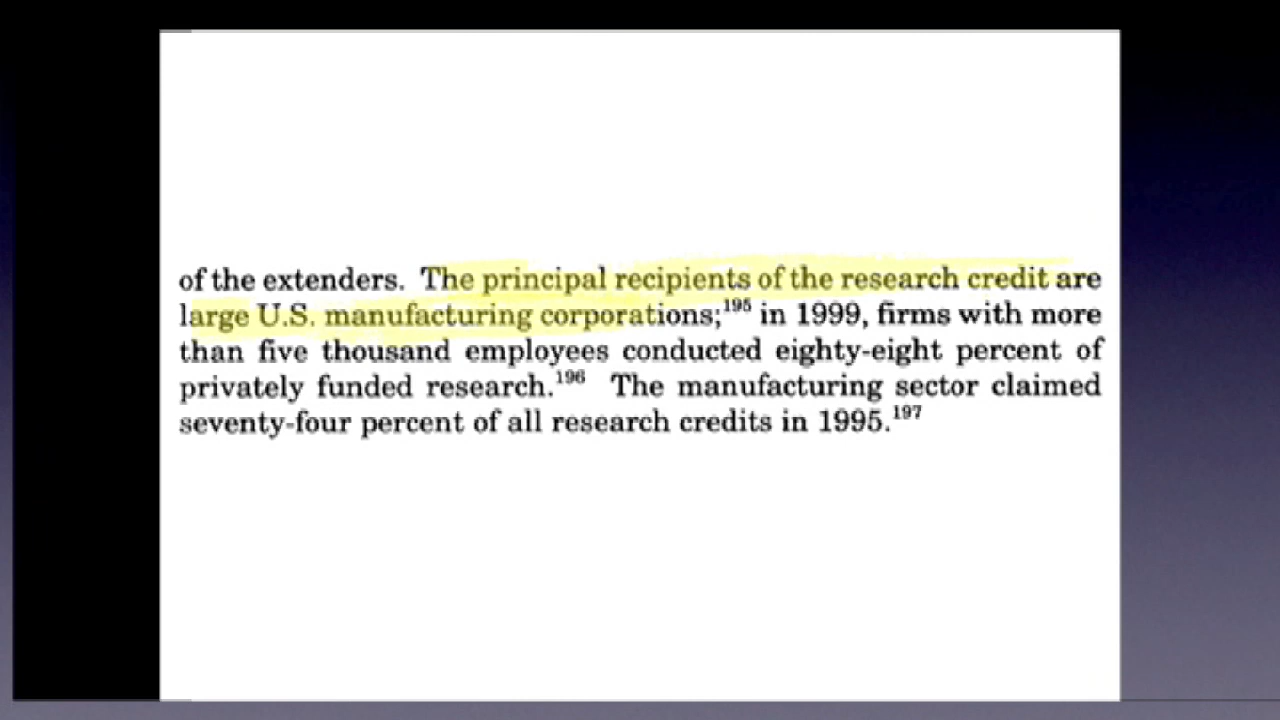 of the extenders. The principal recipients of the research credit are
large U.S. manufacturing corporations;195 in 1999, firms with more
than five thousand employees conducted eighty-eight percent of
privately funded research.196 The manufacturing sector claimed
seventy-four percent of all research credits in 1995.197